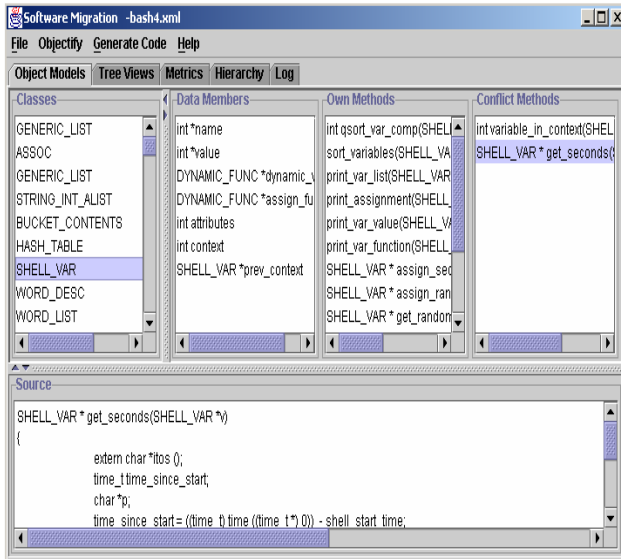 Software Migration -bash4.xml
File Objectify Generate Code Help
Object Models Tree Views Metrics Hierarchy Log
Classes
GENERIC_LIST
ASSOC
GENERIC_LIST
STRING_INT_ALIST
BUCKET_CONTENTS
HASH_TABLE
SHELL_VAR
WORD_DESC
WORD_LIST
Data Members
int *name
int *value
DYNAMIC_FUNC *dynamic_v
DYNAMIC_FUNC *assign_fu
int attributes
int context
SHELL_VAR *prev_context
Own Methods
int qsort_var_comp(SHEL
sort_variables(SHELL_VA
print_var_list(SHELL_VAR
print_assignment(SHELL_
print_var_value(SHELL_VA
print_var_function(SHELL_
SHELL_VAR * assign_sec
SHELL_VAR * assign_ran
SHELL_VAR * get_random
Conflict Methods
int variable_in_context(SHEL
SHELL_VAR * get_seconds(S
Source
SHELL_VAR * get_seconds(SHELL_VAR *v)
{
extern char *itos ();
time_t time_since_start;
char *p;
time_since_start = ((time_t) time ((time_t *) 0)) - shell_start_time;